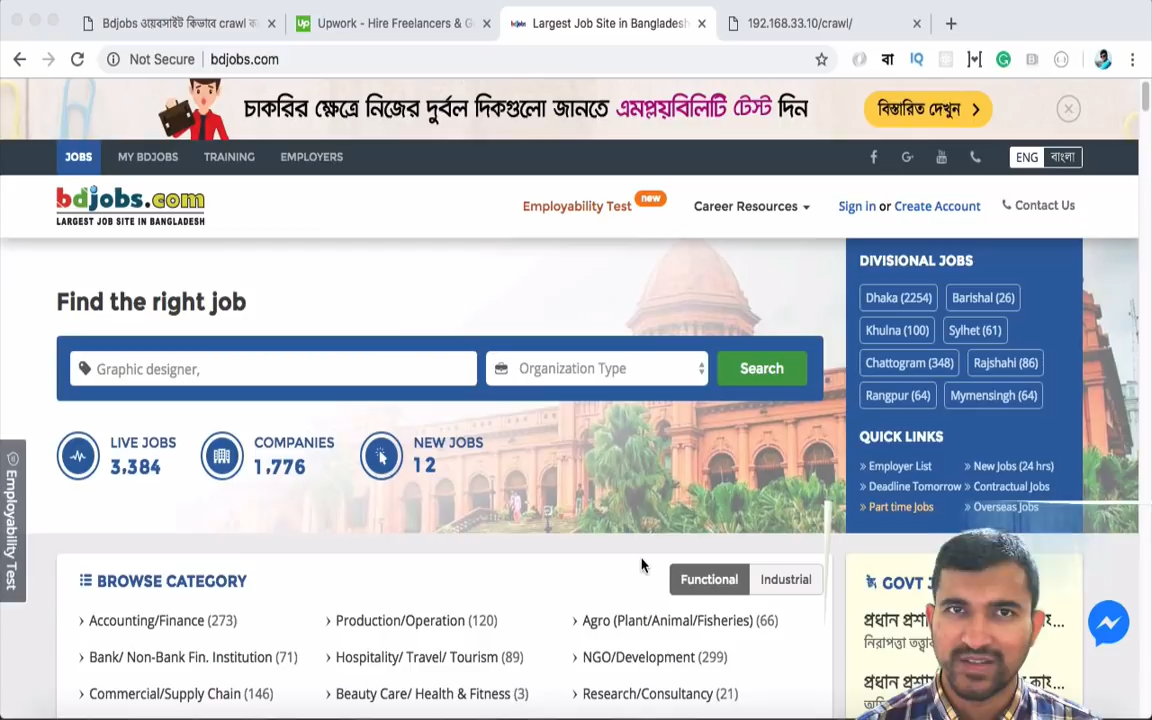 Bdjobs ওয়েবসাইট কিভাবে crawl ক
Upwork - Hire Freelancers & G
Largest Job Site in Bangladesh
192.168.33.10/crawl/
Not Secure
bdjobs.com
বা
IQ
চাকরির ক্ষেত্রে নিজের দুর্বল দিকগুলো জানতে এমপ্লয়বিলিটি টেস্ট দিন
বিস্তারিত দেখুন
JOBS
MY BDJOBS
TRAINING
EMPLOYERS
ENG
বাংলা
bdjobs.com
LARGEST JOB SITE IN BANGLADESH
Employability Test
new
Career Resources
Sign in or Create Account
Contact Us
Find the right job
Graphic designer,
Organization Type
Search
LIVE JOBS
3,384
COMPANIES
1,776
NEW JOBS
12
DIVISIONAL JOBS
Dhaka (2254)
Barishal (26)
Khulna (100)
Sylhet (61)
Chattogram (348)
Rajshahi (86)
Rangpur (64)
Mymensingh (64)
QUICK LINKS
» Employer List
» New Jobs (24 hrs)
» Deadline Tomorrow
» Contractual Jobs
» Part time Jobs
» Overseas Jobs
Employability Test
BROWSE CATEGORY
Functional
Industrial
› Accounting/Finance (273)
› Production/Operation (120)
› Agro (Plant/Animal/Fisheries) (66)
› Bank/ Non-Bank Fin. Institution (71)
› Hospitality/ Travel/ Tourism (89)
› NGO/Development (299)
› Commercial/Supply Chain (146)
› Beauty Care/ Health & Fitness (3)
› Research/Consultancy (21)
GOVT
প্রধান
প্রধান